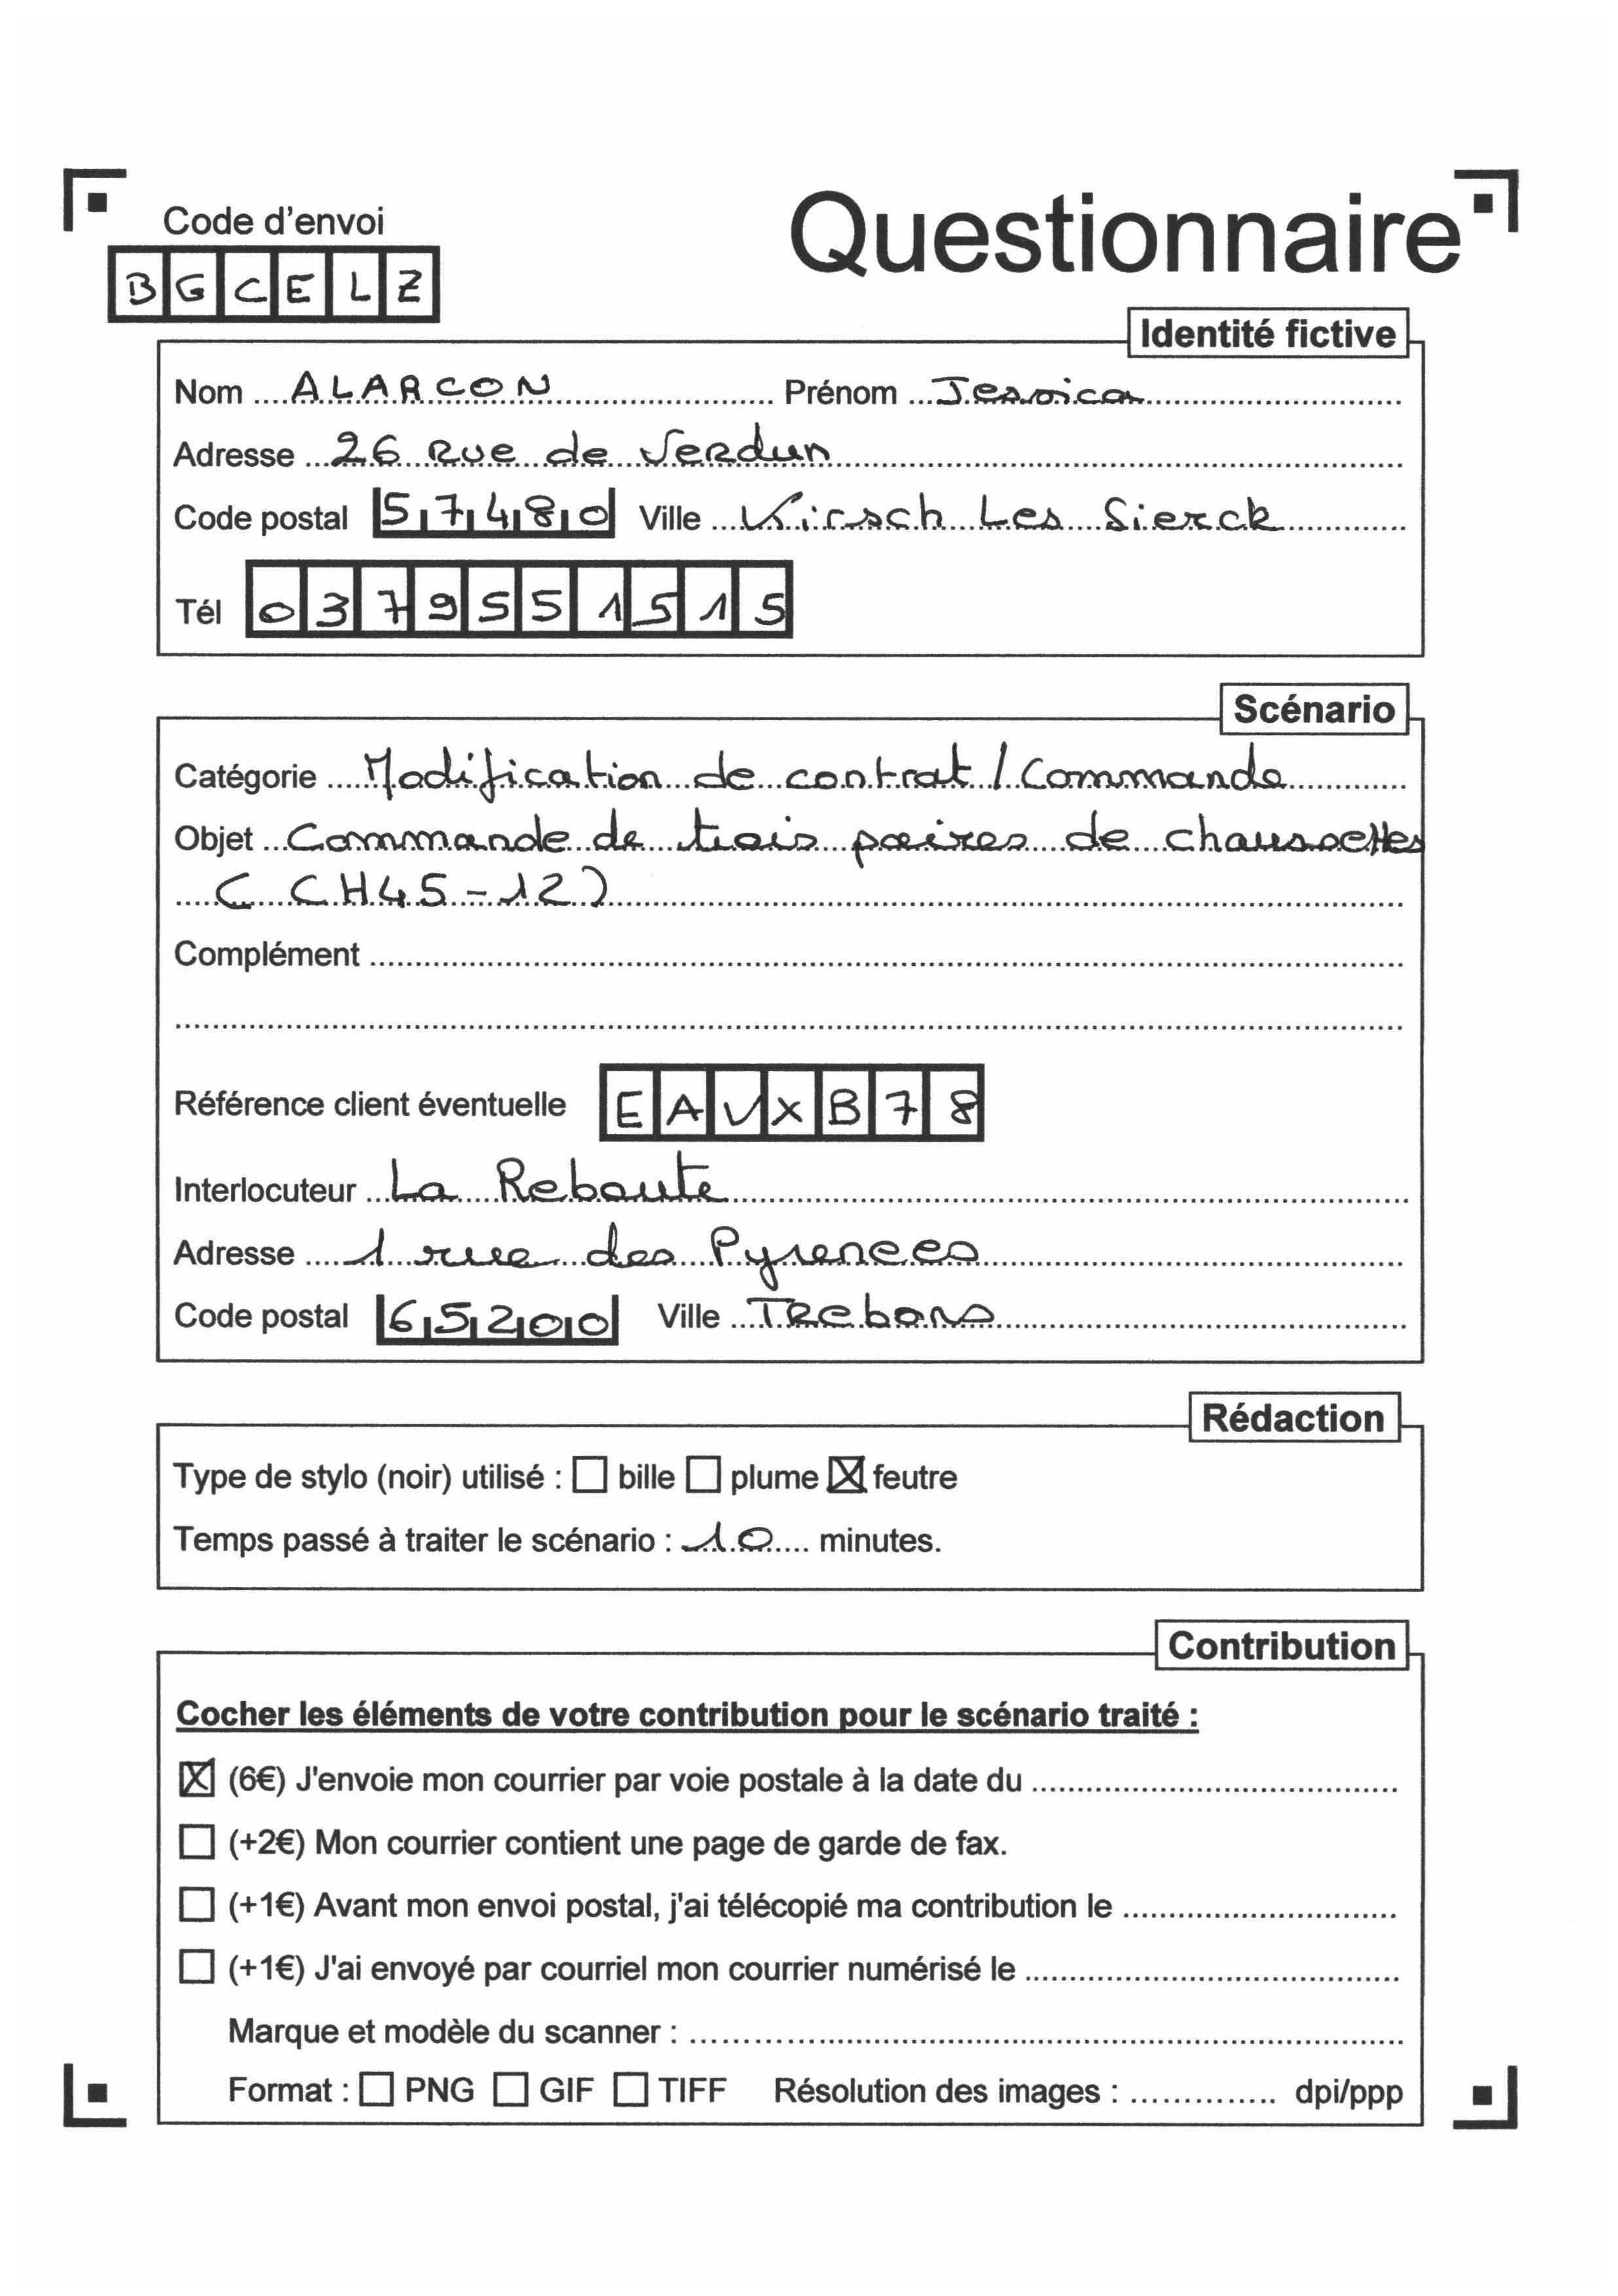 Code d'envoi
Questionnaire
BGCELZ
Identité fictive
Nom ALARCON Prénom Jessica
Adresse 26 Rue de Verdun
Code postal 57480 Ville Kirsch Les Sierck
Tél 0379551515
Scénario
Catégorie Modification de contrat / Commande
Objet Commande de trois paires de chaussettes
( CH45-12)
Complément
Référence client éventuelle EAVXB78
Interlocuteur La Reboute
Adresse 1 rue des Pyrenees
Code postal 65200 Ville Trebons
Rédaction
Type de stylo (noir) utilisé : ☐ bille ☐ plume ☒ feutre
Temps passé à traiter le scénario : 10 minutes.
Contribution
Cocher les éléments de votre contribution pour le scénario traité :
☒ (6€) J'envoie mon courrier par voie postale à la date du
☐ (+2€) Mon courrier contient une page de garde de fax.
☐ (+1€) Avant mon envoi postal, j'ai télécopié ma contribution le
☐ (+1€) J'ai envoyé par courriel mon courrier numérisé le
Marque et modèle du scanner :
Format : ☐ PNG ☐ GIF ☐ TIFF Résolution des images : dpi/ppp